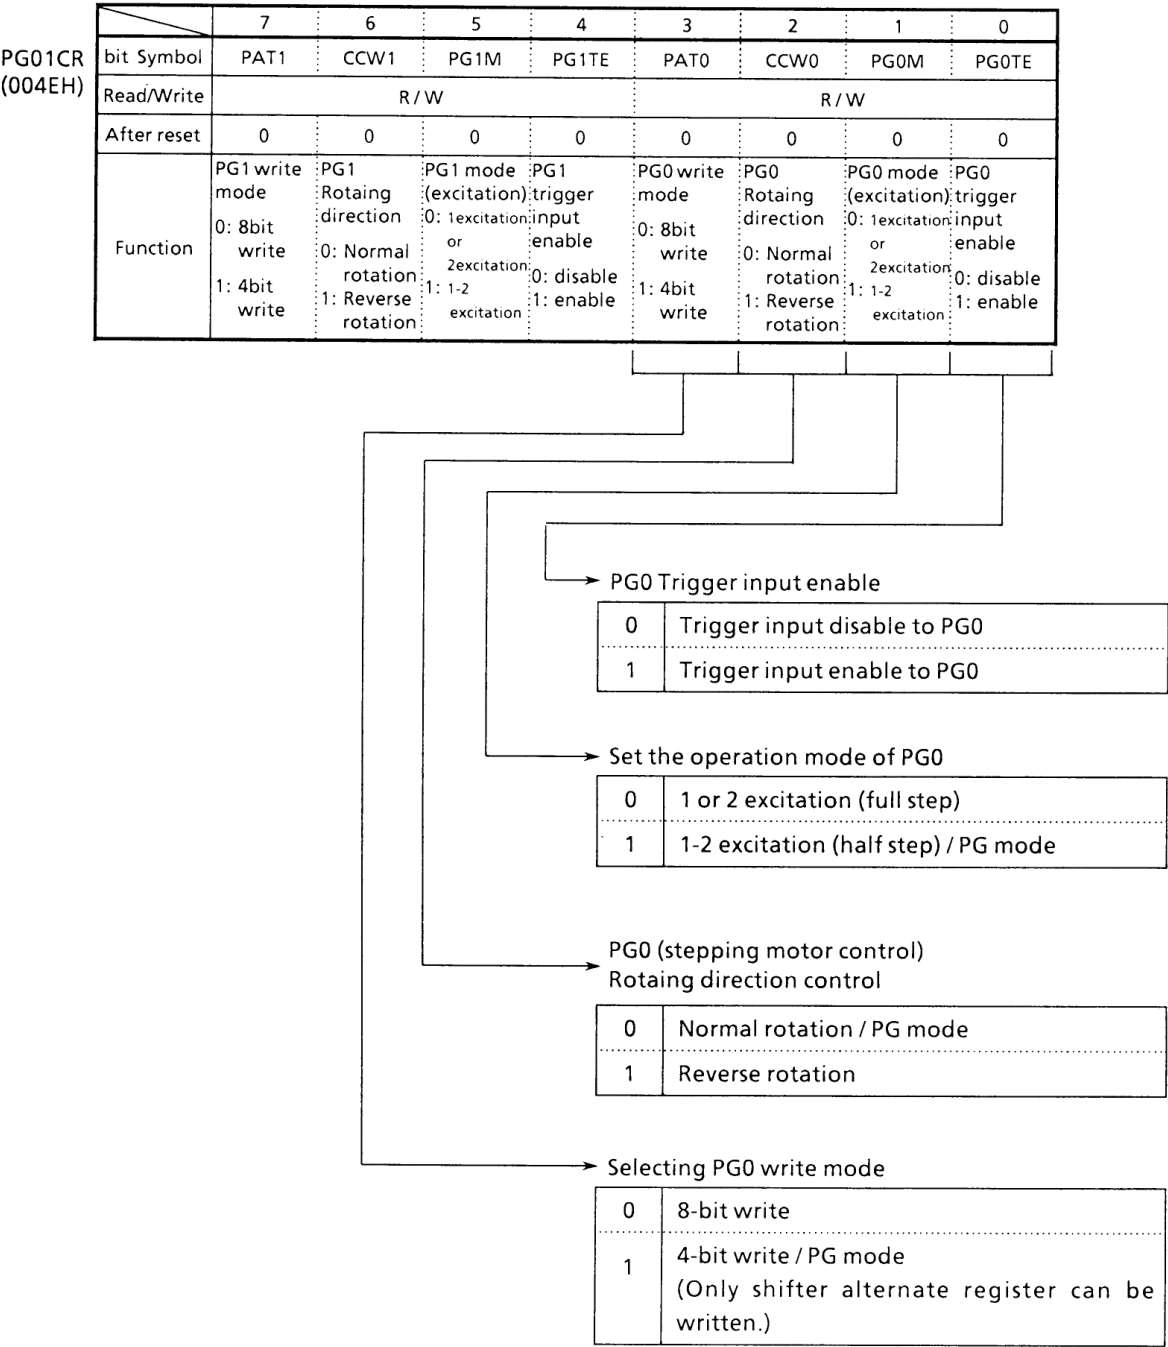 7 6 5 4 3 2 1 0
PG01CR
(004EH)
bit Symbol PAT1 CCW1 PG1M PG1TE PAT0 CCW0 PG0M PG0TE
Read/Write R/W R/W
After reset 0 0 0 0 0 0 0 0
Function
PG1 write
mode
0: 8bit
write
1: 4bit
write
PG1
Rotaing
direction
0: Normal
rotation
1: Reverse
rotation
PG1 mode
(excitation)
0: 1excitation
or
2excitation
1: 1-2
excitation
PG1
trigger
input
enable
0: disable
1: enable
PG0 write
mode
0: 8bit
write
1: 4bit
write
PG0
Rotaing
direction
0: Normal
rotation
1: Reverse
rotation
PG0 mode
(excitation)
0: 1excitation
or
2excitation
1: 1-2
excitation
PG0
trigger
input
enable
0: disable
1: enable
PG0 Trigger input enable
0 Trigger input disable to PG0
1 Trigger input enable to PG0
Set the operation mode of PG0
0 1 or 2 excitation (full step)
1 1-2 excitation (half step) / PG mode
PG0 (stepping motor control)
Rotaing direction control
0 Normal rotation / PG mode
1 Reverse rotation
Selecting PG0 write mode
0 8-bit write
1 4-bit write / PG mode
(Only shifter alternate register can be
written.)